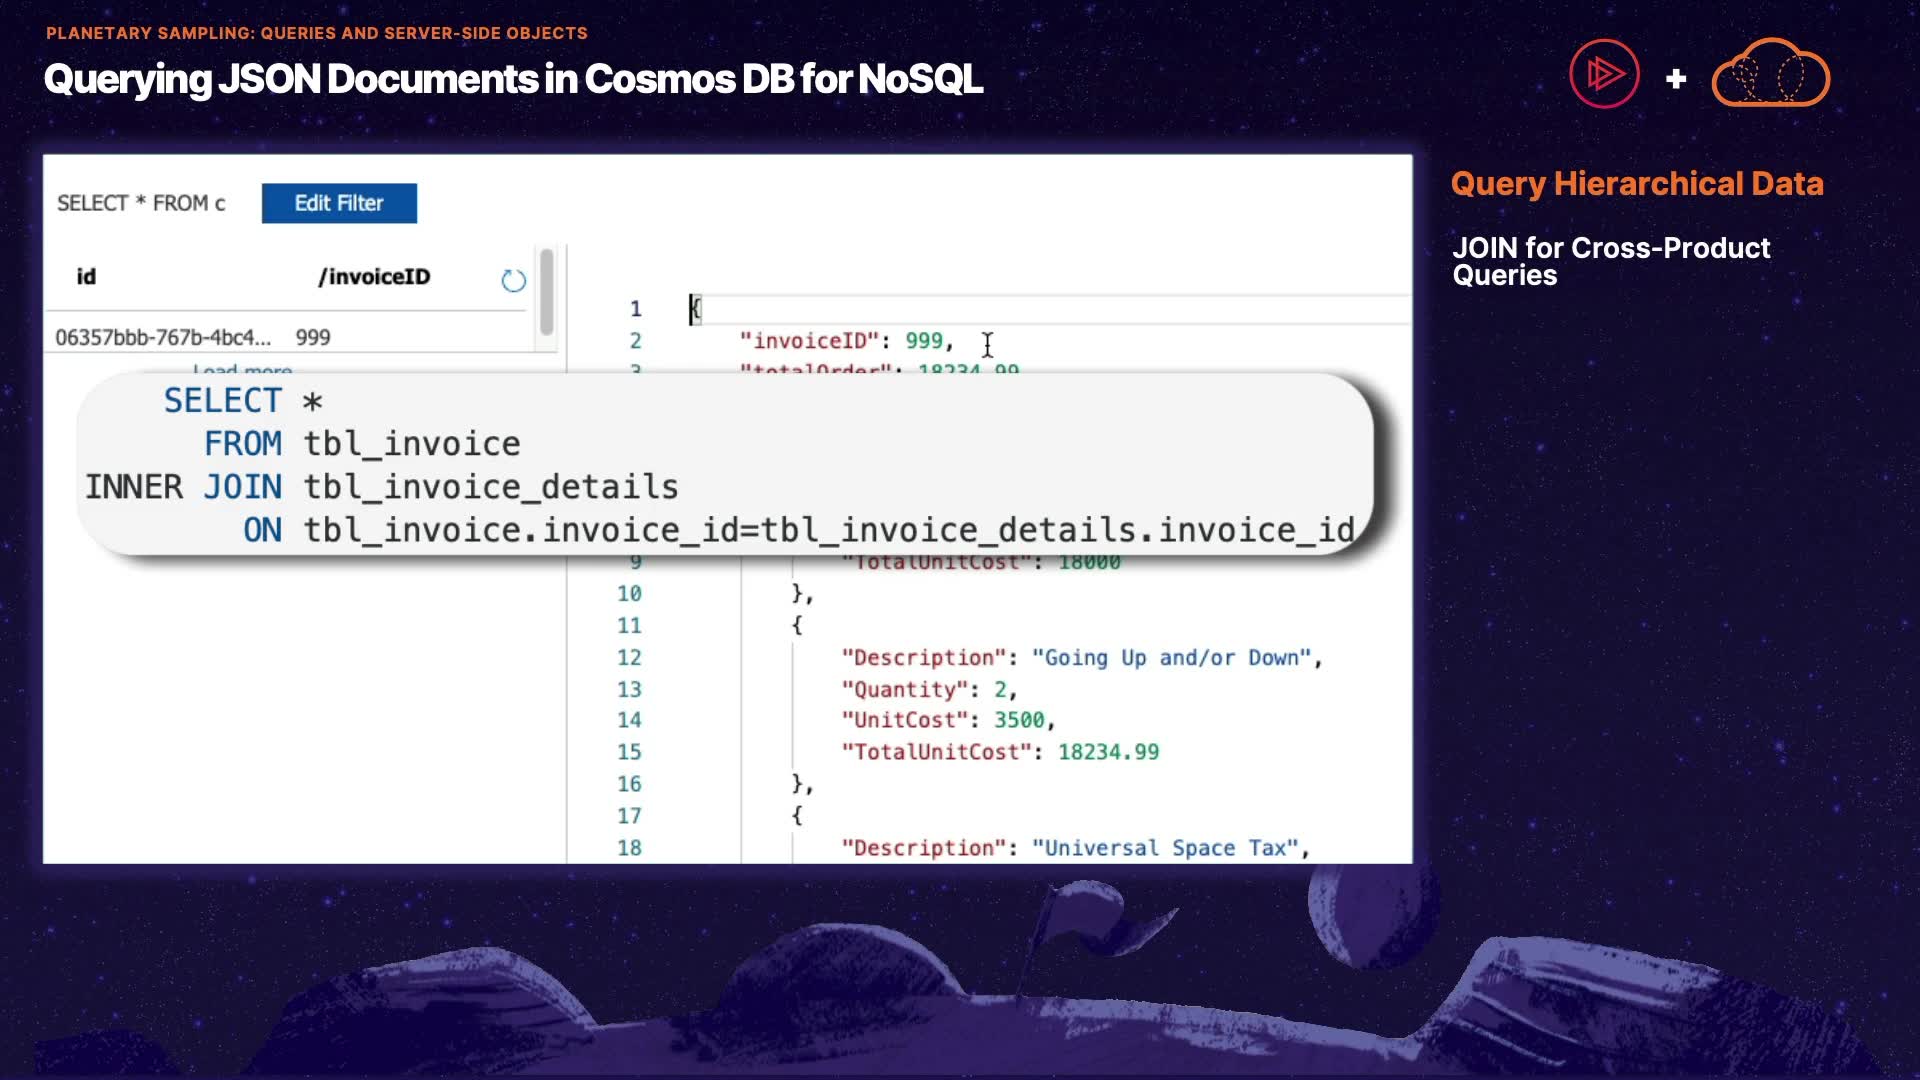 PLANETARY SAMPLING: QUERIES AND SERVER-SIDE OBJECTS
Querying JSON Documents in Cosmos DB for NoSQL
+
SELECT * FROM c
Edit Filter
id
/invoiceID
06357bbb-767b-4bc4...
999
Load more
1 {
2 "invoiceID": 999,
3 "totalOrder": 18234.99
SELECT *
FROM tbl_invoice
INNER JOIN tbl_invoice_details
ON tbl_invoice.invoice_id=tbl_invoice_details.invoice_id
9 "TotalUnitCost": 18000
10 },
11 {
12 "Description": "Going Up and/or Down",
13 "Quantity": 2,
14 "UnitCost": 3500,
15 "TotalUnitCost": 18234.99
16 },
17 {
18 "Description": "Universal Space Tax",
Query Hierarchical Data
JOIN for Cross-Product
Queries